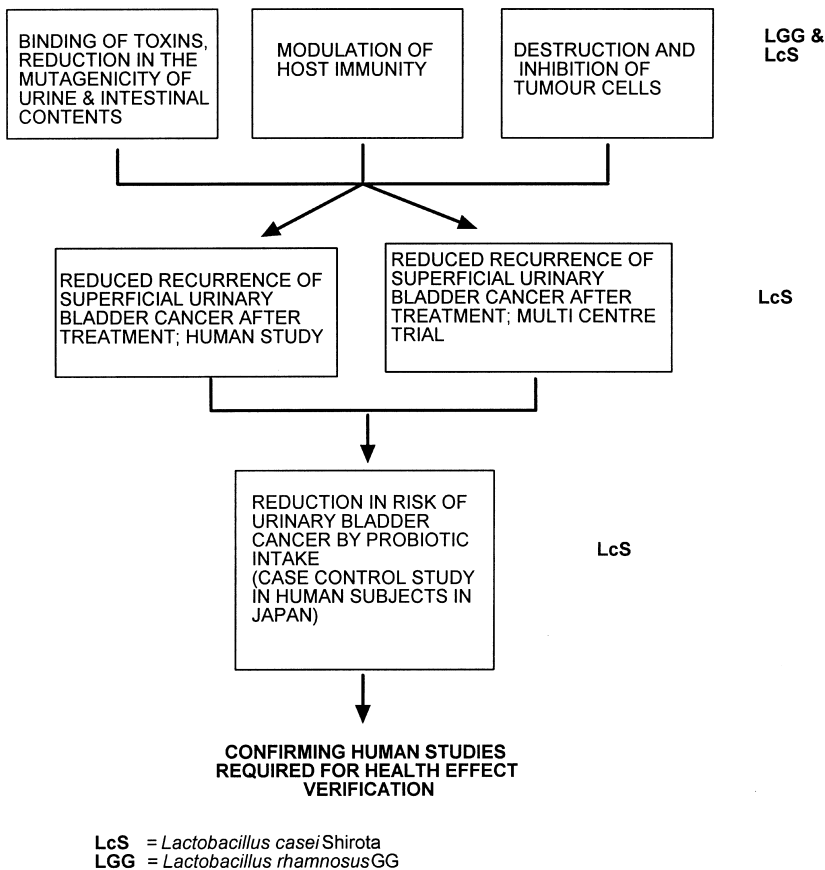 BINDING OF TOXINS,
REDUCTION IN THE
MUTAGENICITY OF
URINE & INTESTINAL
CONTENTS
MODULATION OF
HOST IMMUNITY
DESTRUCTION AND
INHIBITION OF
TUMOUR CELLS
LGG &
LcS
REDUCED RECURRENCE OF
SUPERFICIAL URINARY
BLADDER CANCER AFTER
TREATMENT; HUMAN STUDY
REDUCED RECURRENCE OF
SUPERFICIAL URINARY
BLADDER CANCER AFTER
TREATMENT; MULTI CENTRE
TRIAL
LcS
REDUCTION IN RISK OF
URINARY BLADDER
CANCER BY PROBIOTIC
INTAKE
(CASE CONTROL STUDY
IN HUMAN SUBJECTS IN
JAPAN)
LcS
CONFIRMING HUMAN STUDIES
REQUIRED FOR HEALTH EFFECT
VERIFICATION
LcS = Lactobacillus casei Shirota
LGG = Lactobacillus rhamnosus GG